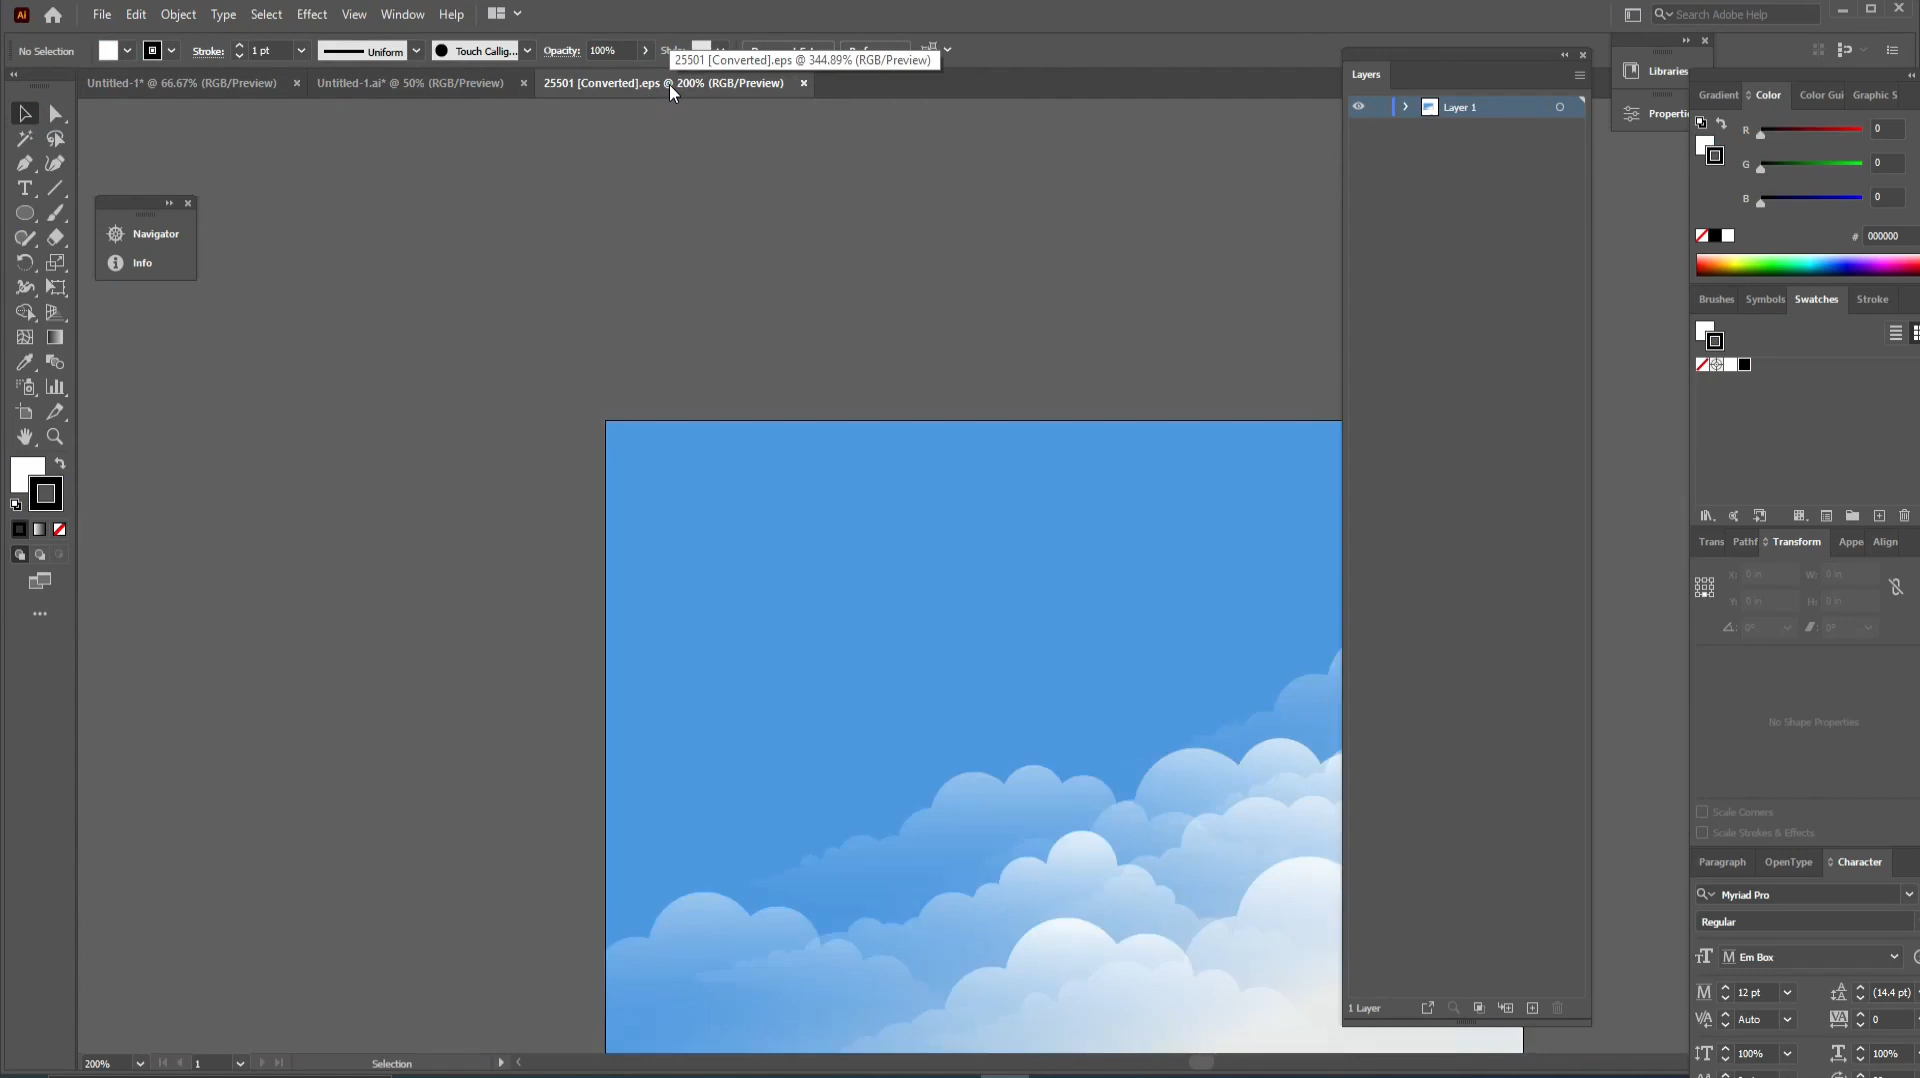 Ai File Edit Object Type Select Effect View Window Help Search Adobe Help
No Selection Stroke: 1 pt Uniform Touch Callig... Opacity: 100%
25501 [Converted].eps @ 344.89% (RGB/Preview)
Untitled-1* @ 66.67% (RGB/Preview) Untitled-1.ai* @ 50% (RGB/Preview) 25501 [Converted].eps @ 200% (RGB/Preview)
Navigator
Info
Layers
Layer 1
1 Layer
Libraries
Properti
Gradient Color Color Gui Graphic S
R 0
G 0
B 0
# 000000
Brushes Symbols Swatches Stroke
Trans Pathf Transform Appe Align
X: 0 in W: 0 in
Y: 0 in H: 0 in
0° 0°
No Shape Properties
Scale Corners
Scale Strokes & Effects
Paragraph OpenType Character
Myriad Pro
Regular
Em Box
12 pt (14.4 pt)
Auto 0
100% 100%
200% 1 Selection